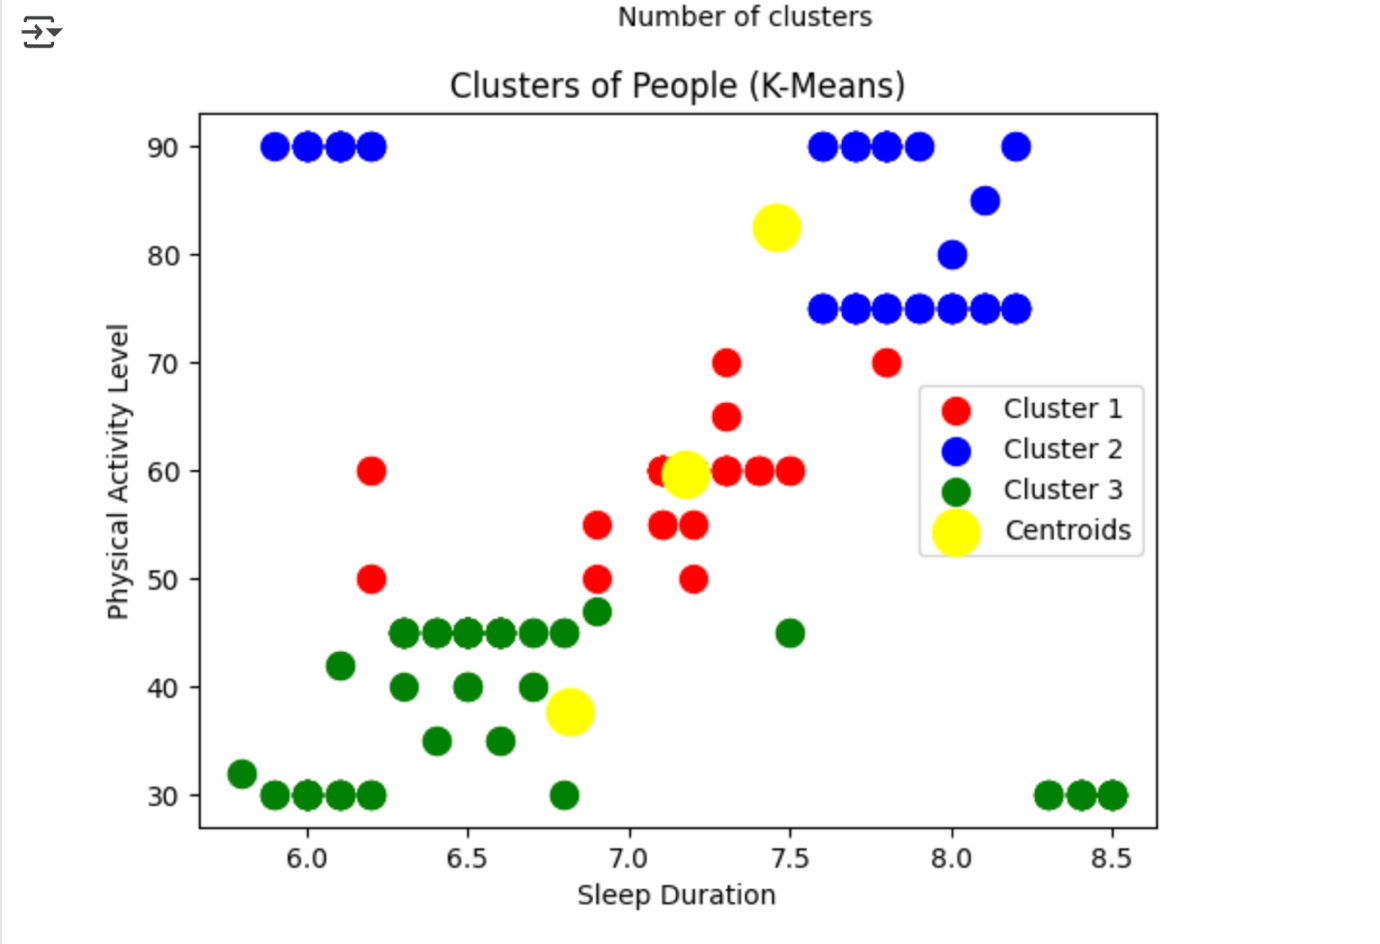 Number of clusters
Clusters of People (K-Means)
Physical Activity Level
90
80
70
60
50
40
30
Cluster 1
Cluster 2
Cluster 3
Centroids
6.0 6.5 7.0 7.5 8.0 8.5
Sleep Duration